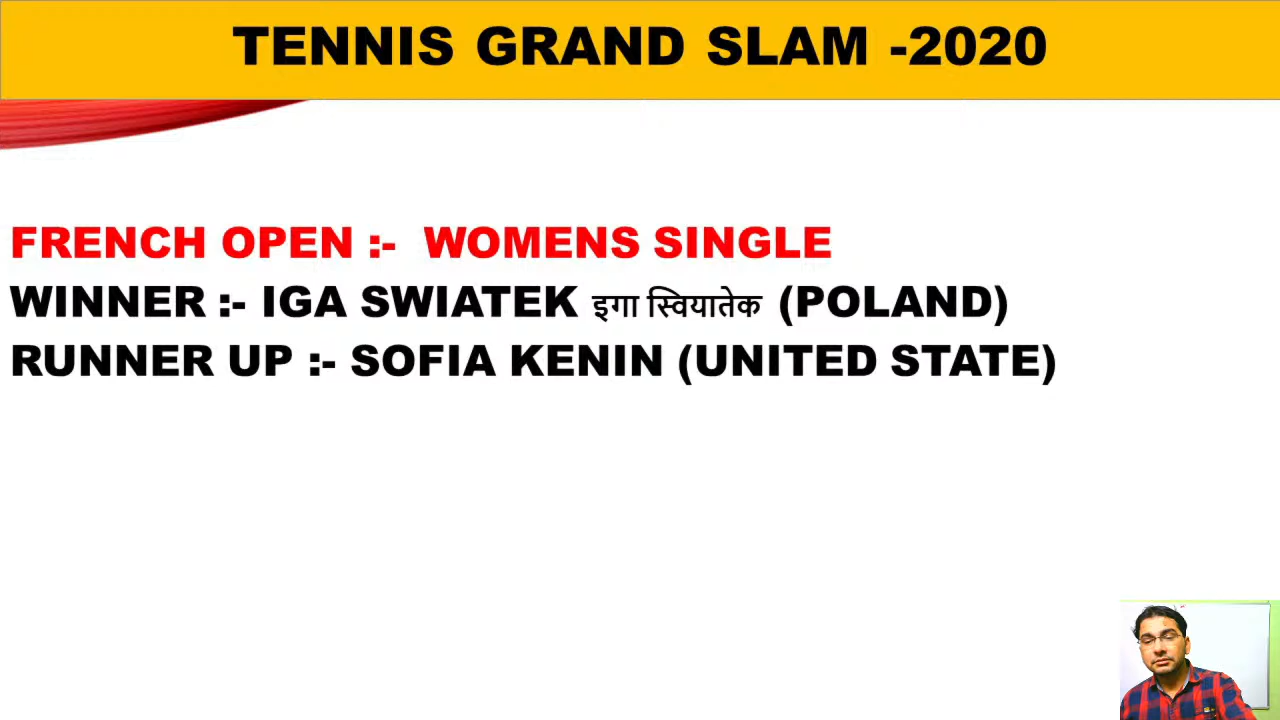 TENNIS GRAND SLAM -2020
FRENCH OPEN :- WOMENS SINGLE
WINNER :- IGA SWIATEK इगा स्वियातेक (POLAND)
RUNNER UP :- SOFIA KENIN (UNITED STATE)